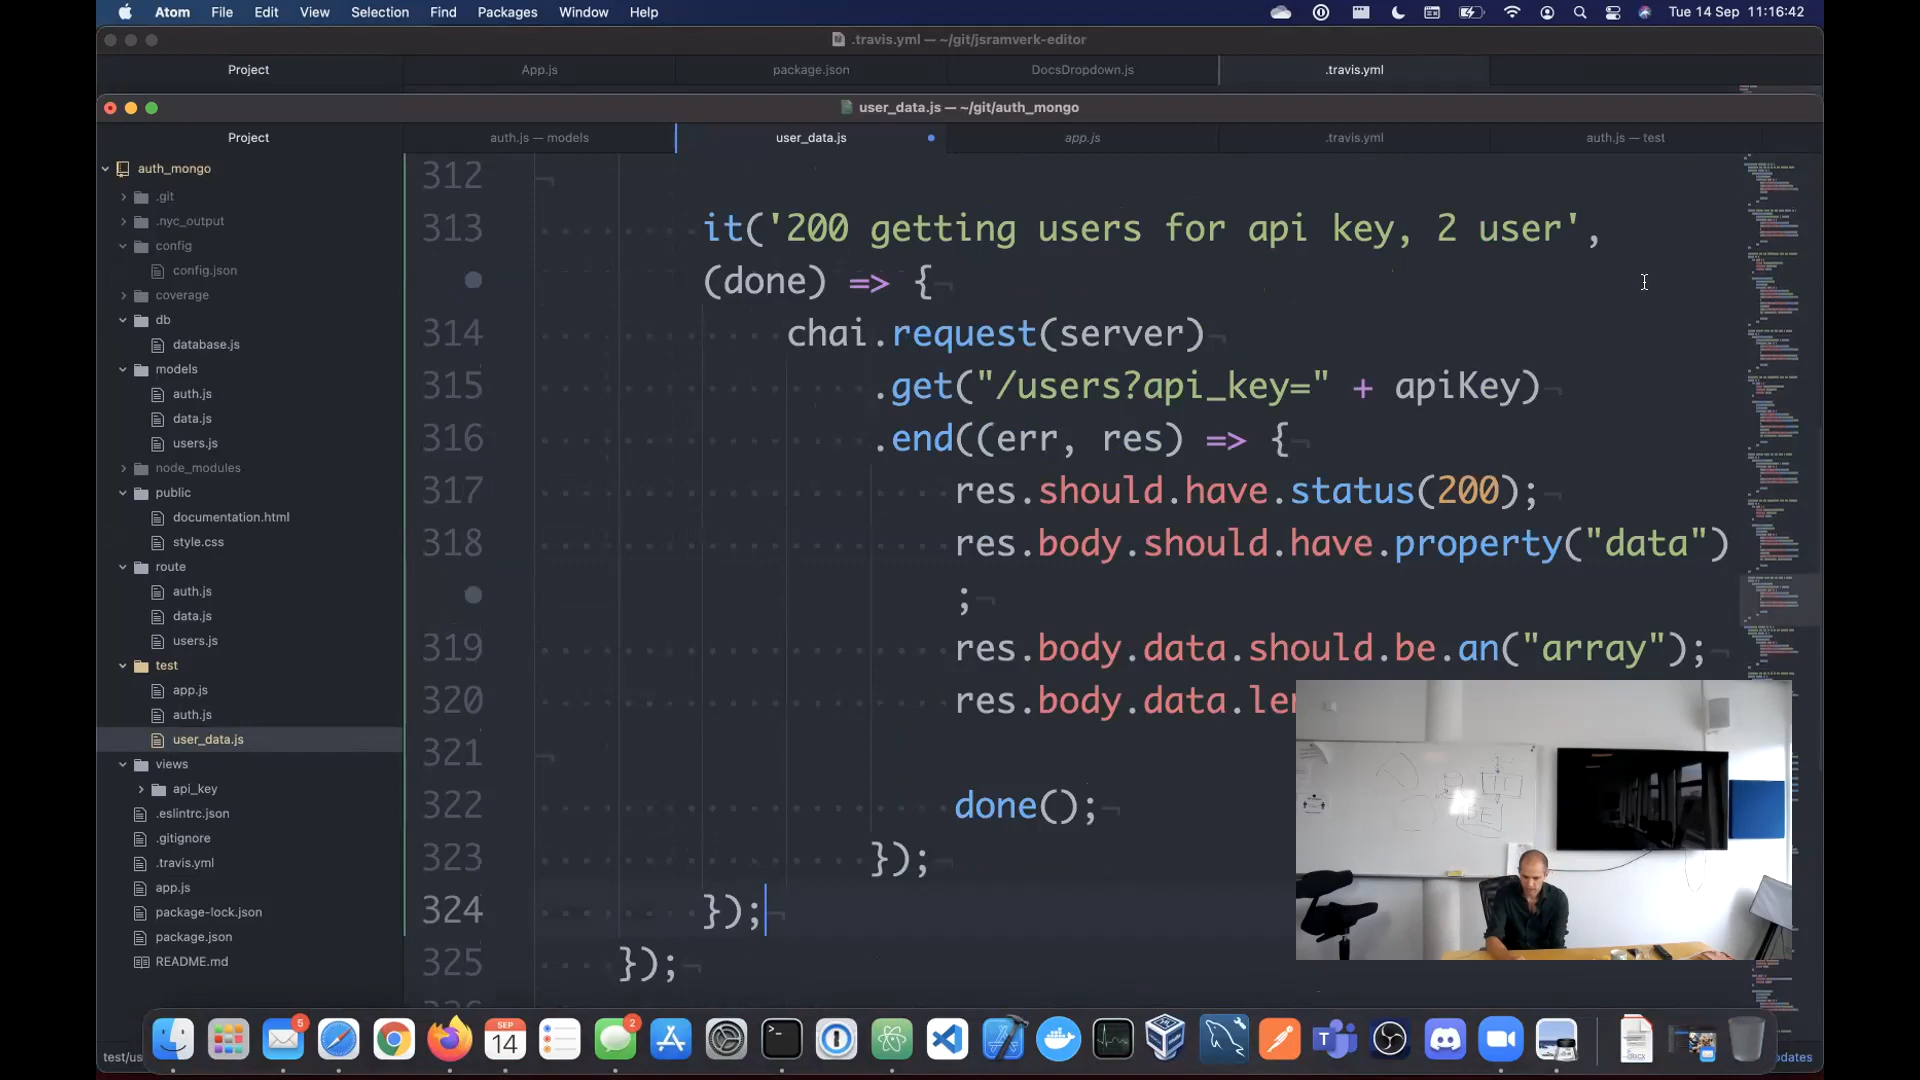 Atom File Edit View Selection Find Packages Window Help Tue 14 Sep 11:16:42
.travis.yml — ~/git/jsramverk-editor
Project App.js package.json DocsDropdown.js .travis.yml
user_data.js — ~/git/auth_mongo
Project auth.js — models user_data.js app.js .travis.yml auth.js — test
auth_mongo
.git
.nyc_output
config
config.json
coverage
db
database.js
models
auth.js
data.js
users.js
node_modules
public
documentation.html
style.css
route
auth.js
data.js
users.js
test
app.js
auth.js
user_data.js
views
api_key
.eslintrc.json
.gitignore
.travis.yml
app.js
package-lock.json
package.json
README.md
312
313 it('200 getting users for api key, 2 user',
(done) => {
314 chai.request(server)
315 .get("/users?api_key=" + apiKey)
316 .end((err, res) => {
317 res.should.have.status(200);
318 res.body.should.have.property("data")
;
319 res.body.data.should.be.an("array");
320 res.body.data.len
321
322 done();
323 });
324 });
325 });
5
SEP
14
2
test/us
pdates